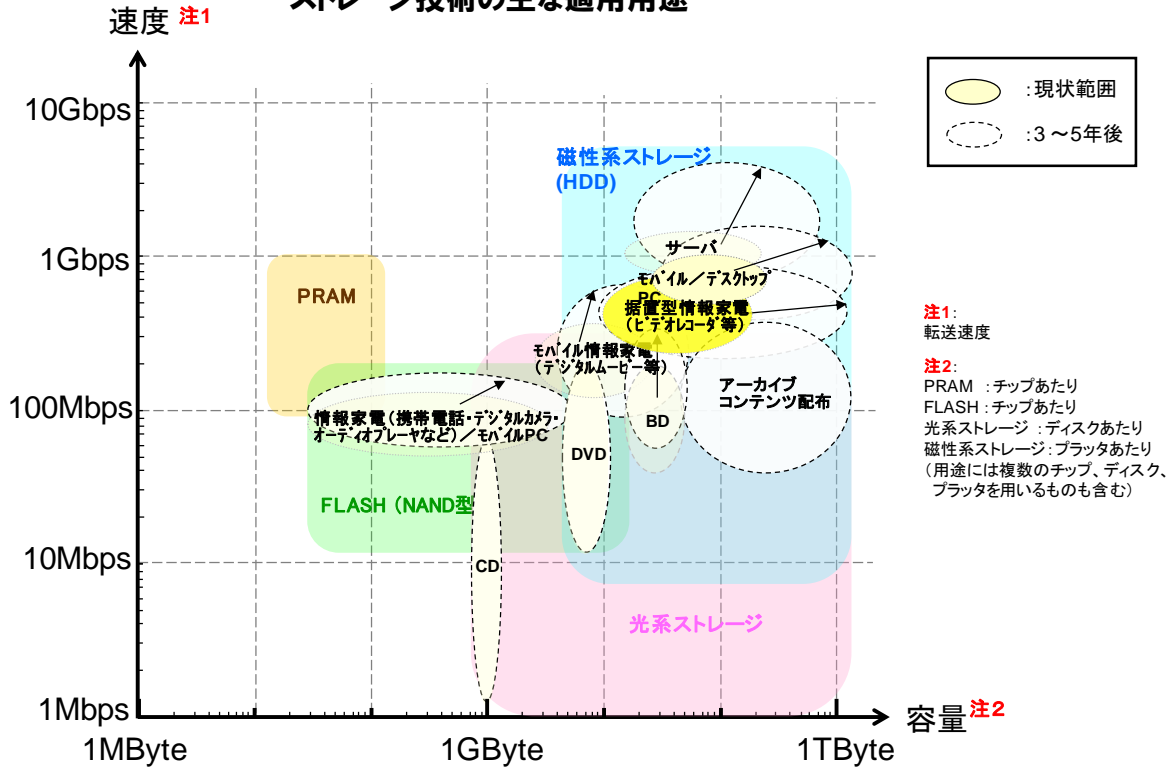 ストレージ技術の主な適用用途
速度 注1
:現状範囲
:3～5年後
10Gbps
1Gbps
100Mbps
10Mbps
1Mbps
磁性系ストレージ
(HDD)
サーバ
モバイル／デスクトップ
PC
据置型情報家電
(ビデオレコーダ等)
PRAM
モバイル情報家電
(デジタルムービー等)
アーカイブ
コンテンツ配布
情報家電(携帯電話・デジタルカメラ・
オーディオプレーヤなど)／モバイルPC
BD
DVD
FLASH (NAND型
CD
光系ストレージ
容量 注2
1MByte
1GByte
1TByte
注1:
転送速度
注2:
PRAM :チップあたり
FLASH :チップあたり
光系ストレージ :ディスクあたり
磁性系ストレージ:プラッタあたり
(用途には複数のチップ、ディスク、
プラッタを用いるものも含む)